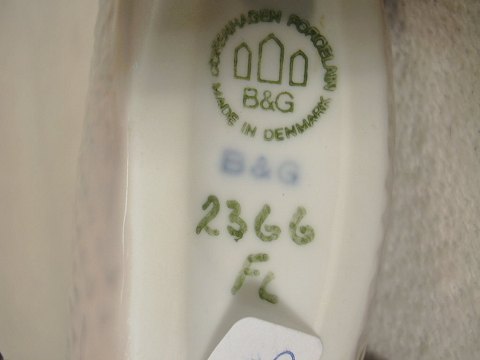 COPENHAGEN PORCELAIN
B&G
MADE IN DENMARK
B&G
2366
FL